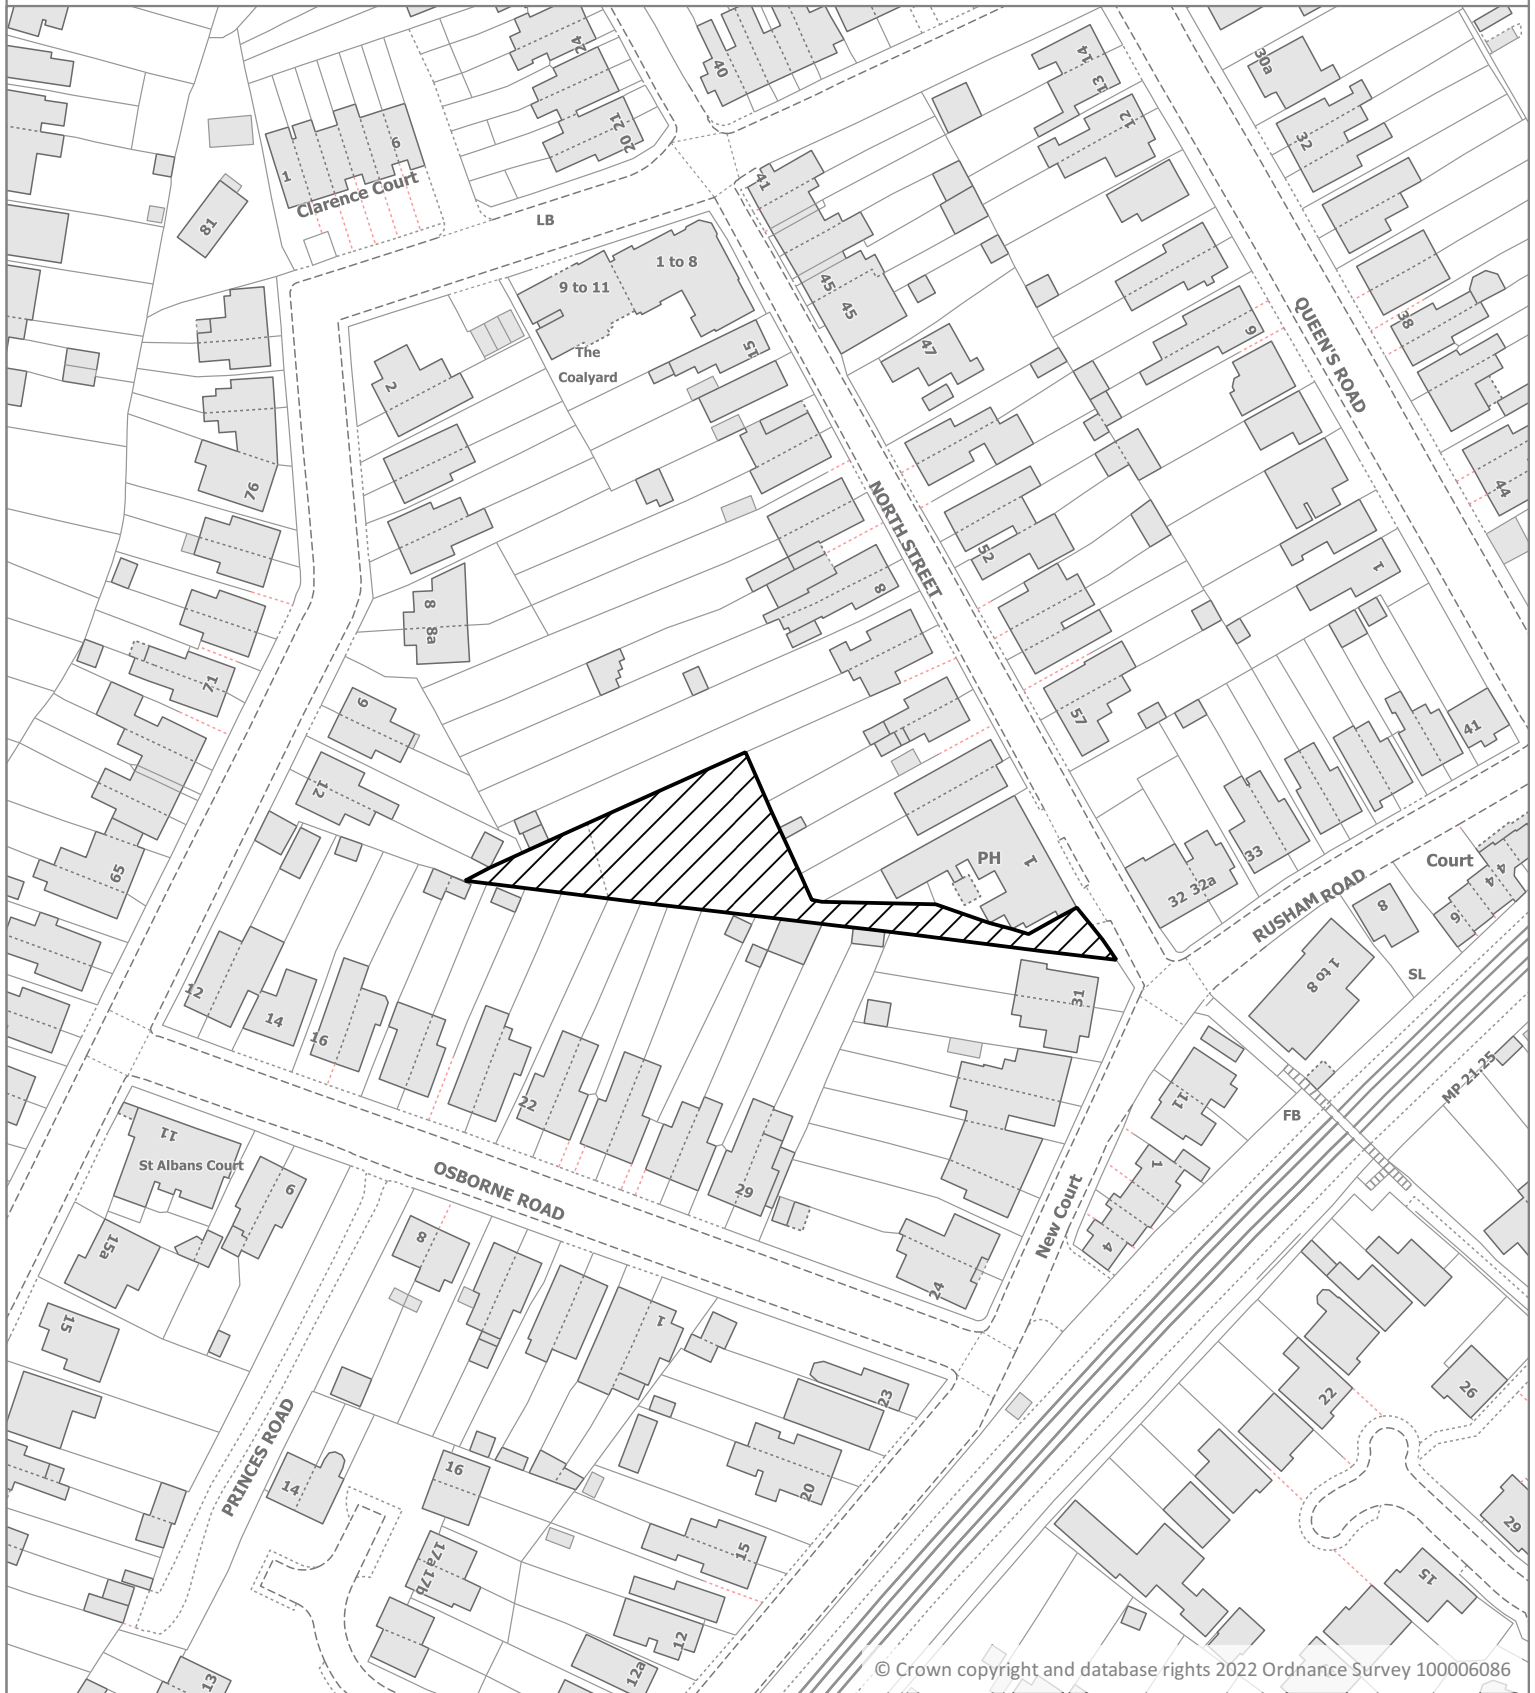 24
40
14
13
30a
12
32
21
20
6
1
Clarence Court
41
LB
81
1 to 8
9 to 11
45
45
QUEEN'S ROAD
38
9
The
Coalyard
15
47
2
76
44
NORTH STREET
52
8
8
8a
1
71
9
57
41
12
65
PH
1
33
Court
32 32a
RUSHAM ROAD
8
4
4
9
1 to 8
SL
12
14
16
31
MP 21.25
22
11
FB
11
St Albans Court
6
OSBORNE ROAD
29
1
New Court
4
15a
8
24
15
1
23
22
26
PRINCES ROAD
16
14
20
29
15
17a
17b
15
12
12a
13
© Crown copyright and database rights 2022 Ordnance Survey 100006086